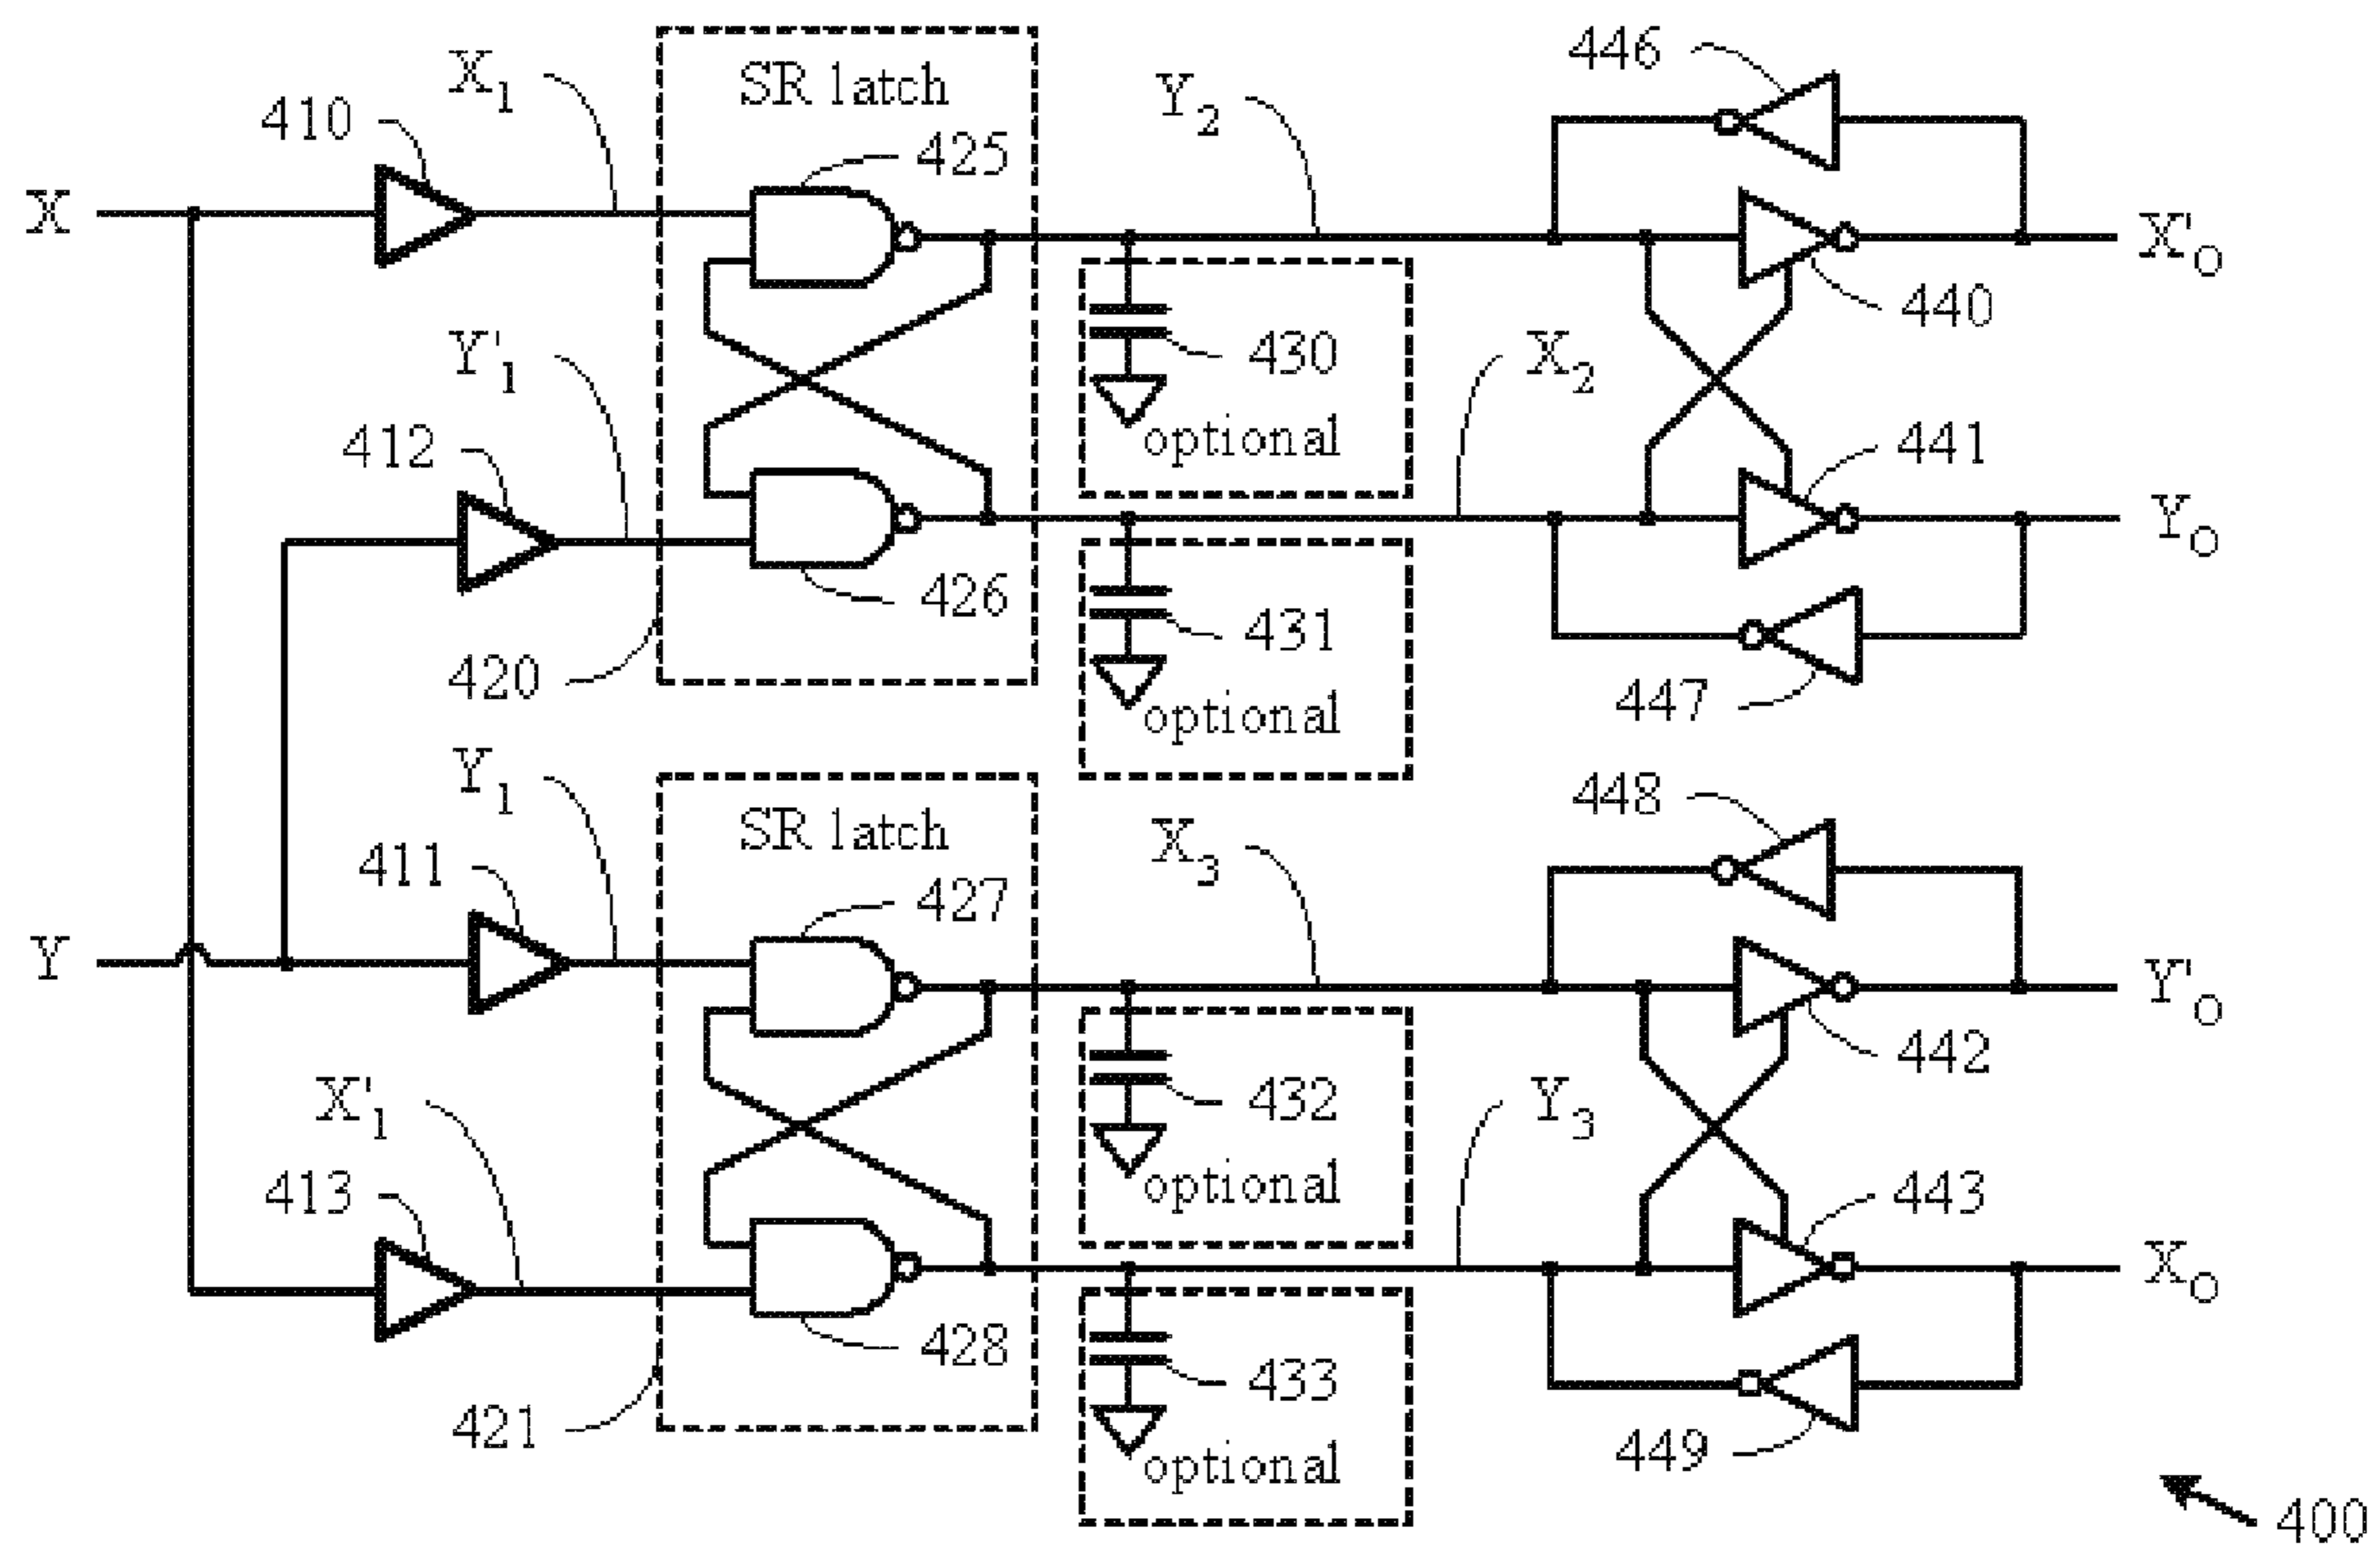 446
X1
SR latch
Y2
410
425
X
X'O
440
Y'1
430
X2
412
optional
441
YO
426
431
420
447
optional
Y1
448
SR latch
X3
411
427
Y
Y'O
442
X'1
432
Y3
413
optional
443
XO
428
433
421
449
optional
400